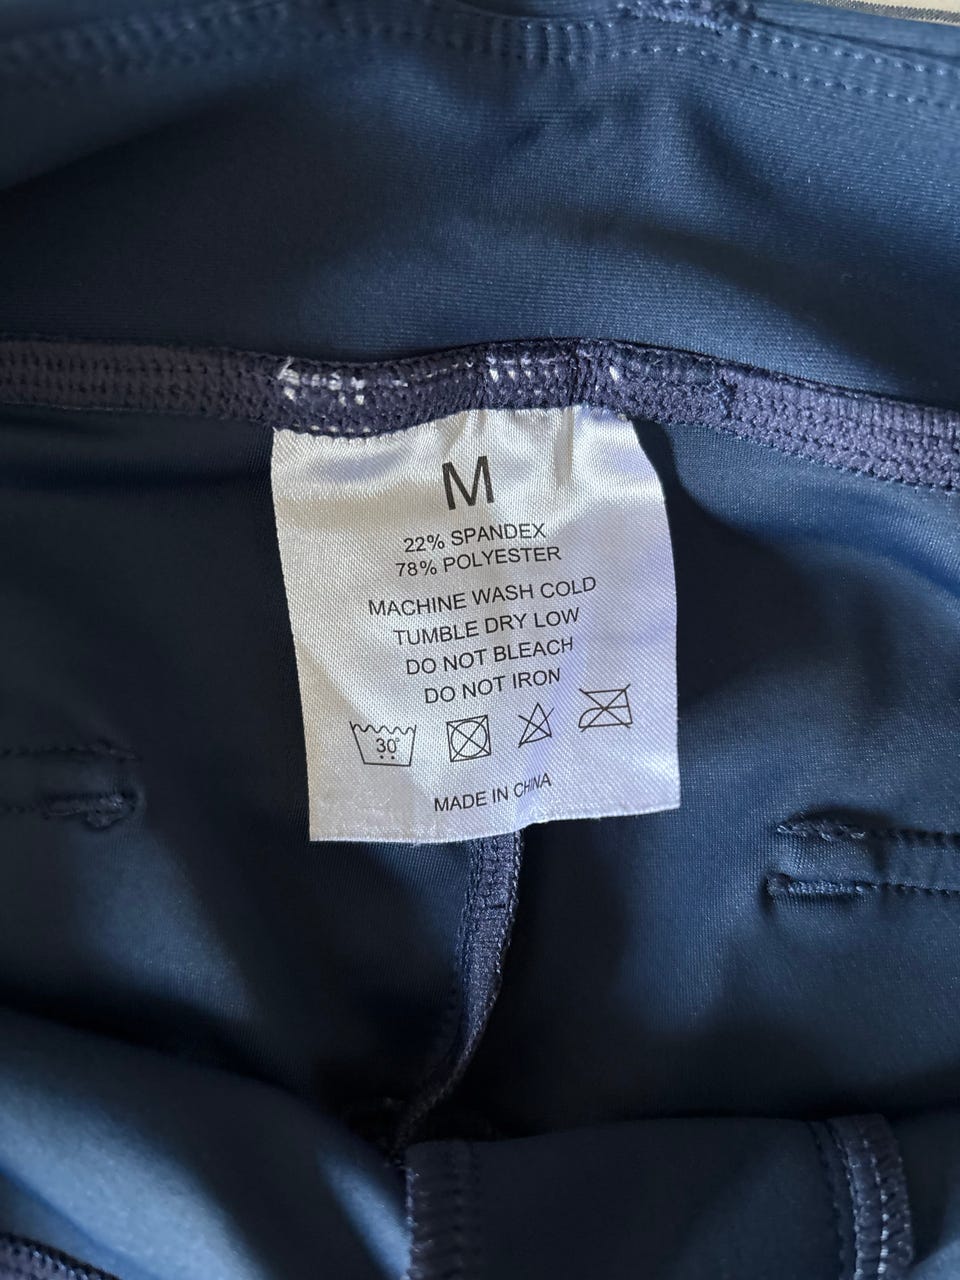 M
22% SPANDEX
78% POLYESTER
MACHINE WASH COLD
TUMBLE DRY LOW
DO NOT BLEACH
DO NOT IRON
30°
MADE IN CHINA